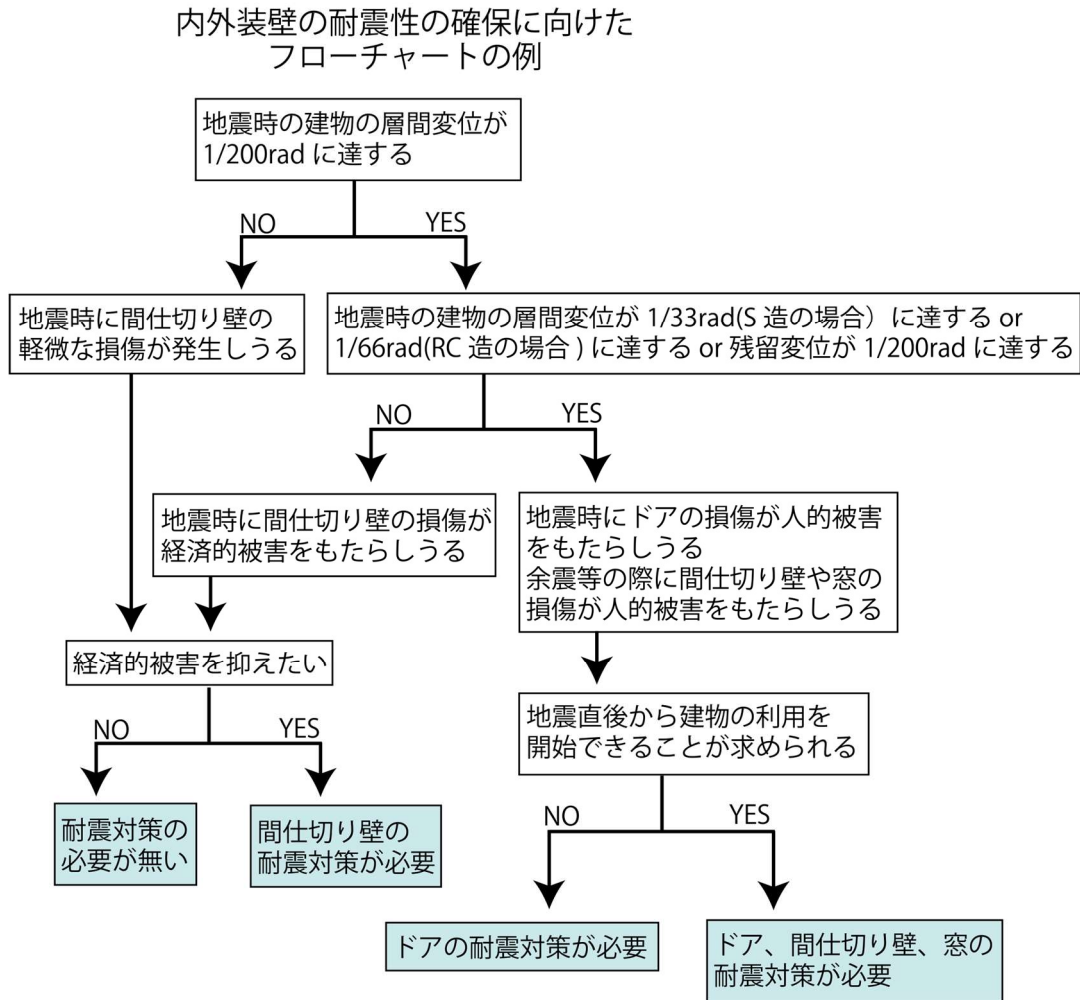 内外装壁の耐震性の確保に向けた
フローチャートの例
地震時の建物の層間変位が
1/200rad に達する
NO
YES
地震時に間仕切り壁の
軽微な損傷が発生しうる
地震時の建物の層間変位が 1/33rad(S 造の場合）に達する or
1/66rad(RC 造の場合 ) に達する or 残留変位が 1/200rad に達する
NO
YES
地震時に間仕切り壁の損傷が
経済的被害をもたらしうる
地震時にドアの損傷が人的被害
をもたらしうる
余震等の際に間仕切り壁や窓の
損傷が人的被害をもたらしうる
経済的被害を抑えたい
NO
YES
地震直後から建物の利用を
開始できることが求められる
耐震対策の
必要が無い
間仕切り壁の
耐震対策が必要
NO
YES
ドアの耐震対策が必要
ドア、間仕切り壁、窓の
耐震対策が必要